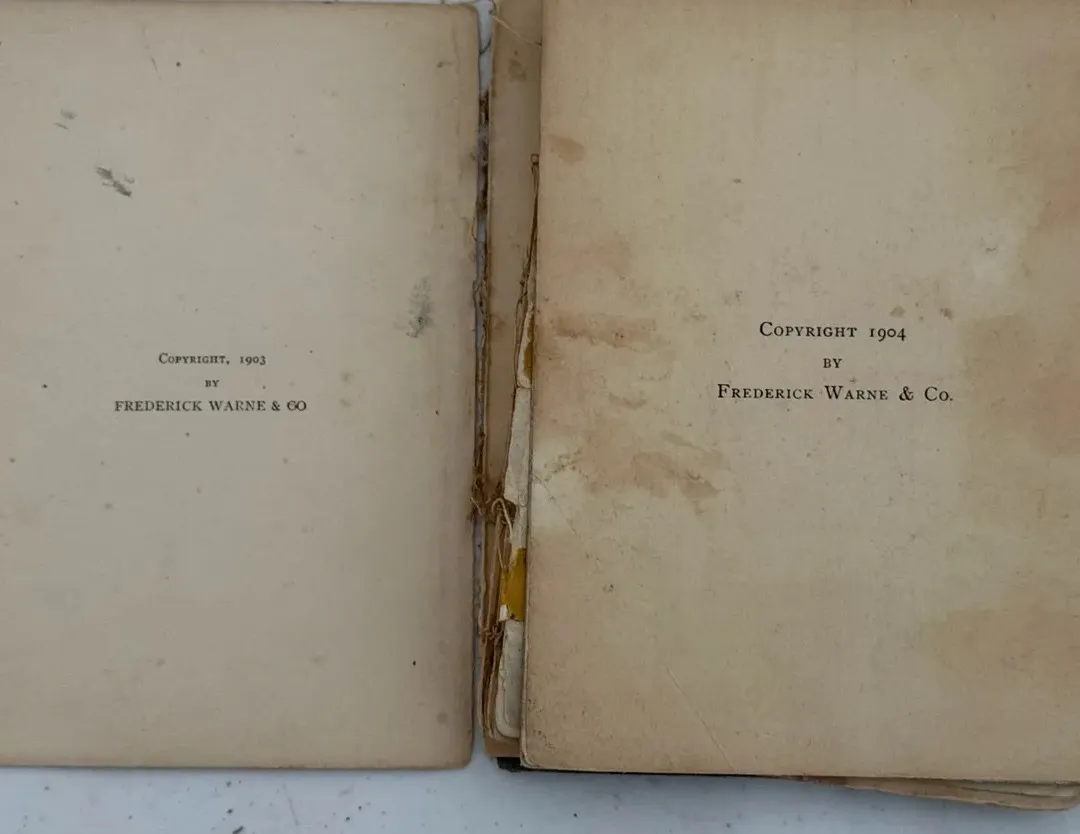 Copyright, 1903
BY
FREDERICK WARNE & CO
Copyright 1904
BY
Frederick Warne & Co.